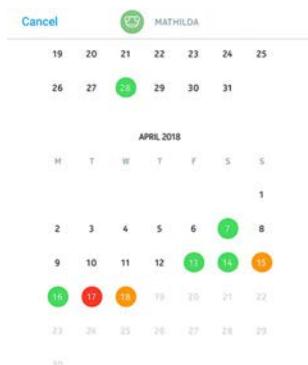 Cancel MATHILDA
19 20 21 22 23 24 25
26 27 28 29 30 31
APRIL 2018
M T W T F S S
1
2 3 4 5 6 7 8
9 10 11 12 13 14 15
16 17 18 19 20 21 22
23 24 25 26 27 28 29
30